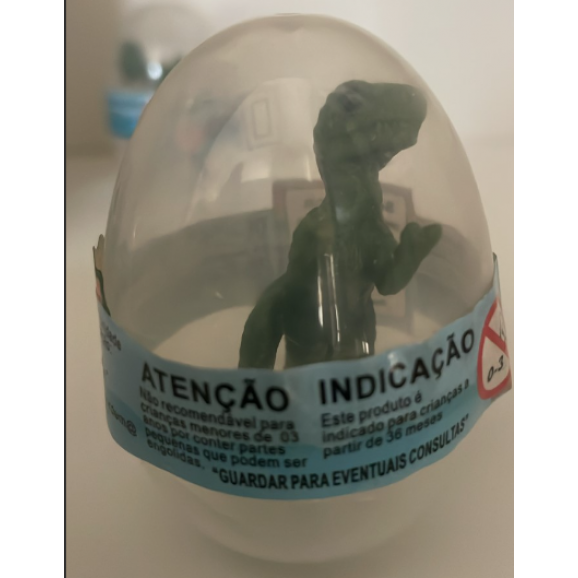 ATENÇÃO
Não recomendável para
crianças menores de 03
anos por conter partes
pequenas que podem ser
engolidas.
INDICAÇÃO
Este produto é
indicado para crianças a
partir de 36 meses
"GUARDAR PARA EVENTUAIS CONSULTAS"
0-3